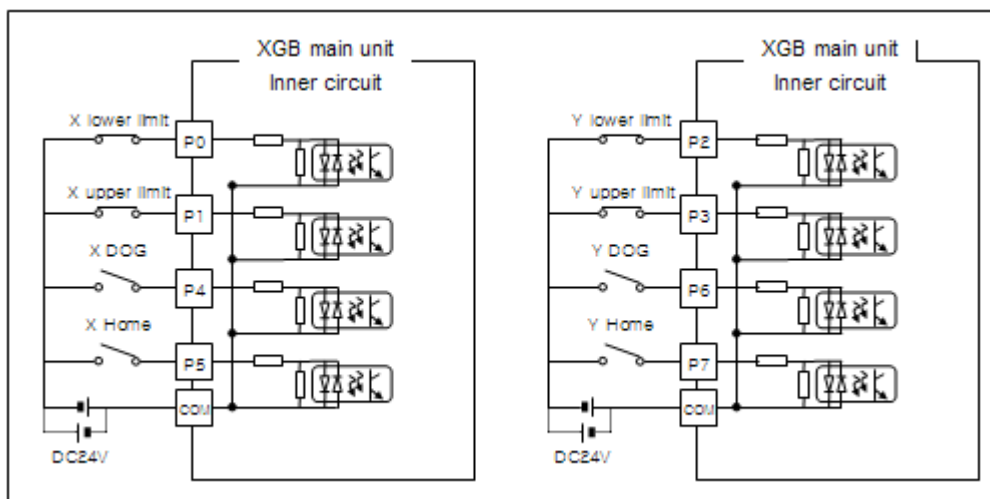 XGB main unit
Inner circuit
X lower limit
P0
X upper limit
P1
X DOG
P4
X Home
P5
COM
DC24V
XGB main unit
Inner circuit
Y lower limit
P2
Y upper limit
P3
Y DOG
P6
Y Home
P7
COM
DC24V